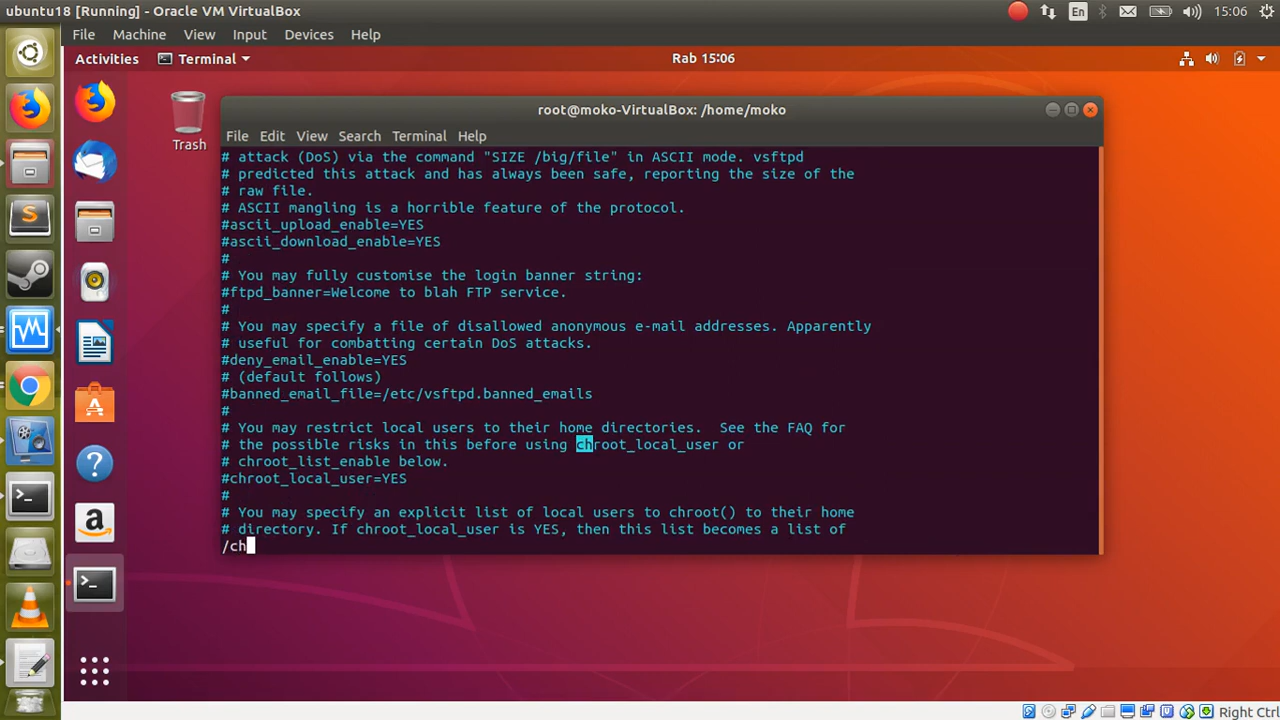 ubuntu18 [Running] - Oracle VM VirtualBox
En
15:06
File Machine View Input Devices Help
Activities
Terminal
Rab 15:06
Trash
root@moko-VirtualBox: /home/moko
File Edit View Search Terminal Help
# attack (DoS) via the command "SIZE /big/file" in ASCII mode. vsftpd
# predicted this attack and has always been safe, reporting the size of the
# raw file.
# ASCII mangling is a horrible feature of the protocol.
#ascii_upload_enable=YES
#ascii_download_enable=YES
#
# You may fully customise the login banner string:
#ftpd_banner=Welcome to blah FTP service.
#
# You may specify a file of disallowed anonymous e-mail addresses. Apparently
# useful for combatting certain DoS attacks.
#deny_email_enable=YES
# (default follows)
#banned_email_file=/etc/vsftpd.banned_emails
#
# You may restrict local users to their home directories.  See the FAQ for
# the possible risks in this before using chroot_local_user or
# chroot_list_enable below.
#chroot_local_user=YES
#
# You may specify an explicit list of local users to chroot() to their home
# directory. If chroot_local_user is YES, then this list becomes a list of
/ch
Right Ctrl